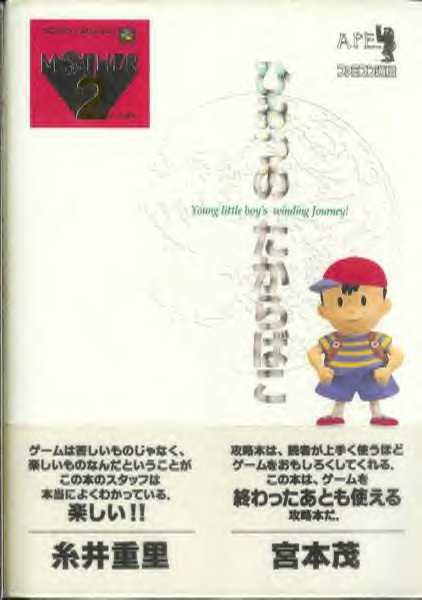 MOTHER
2
APE
ファミコン通信
ひみつのたからばこ
Young little boy's winding Journey!
ゲームは苦しいものじゃなく、
楽しいものなんだということが
この本のスタッフは
本当によくわかっている.
楽しい!!
糸井重里
攻略本は、読者が上手く使うほど
ゲームをおもしろくしてくれる.
この本は、ゲームを
終わったあとも使える
攻略本だ.
宮本茂